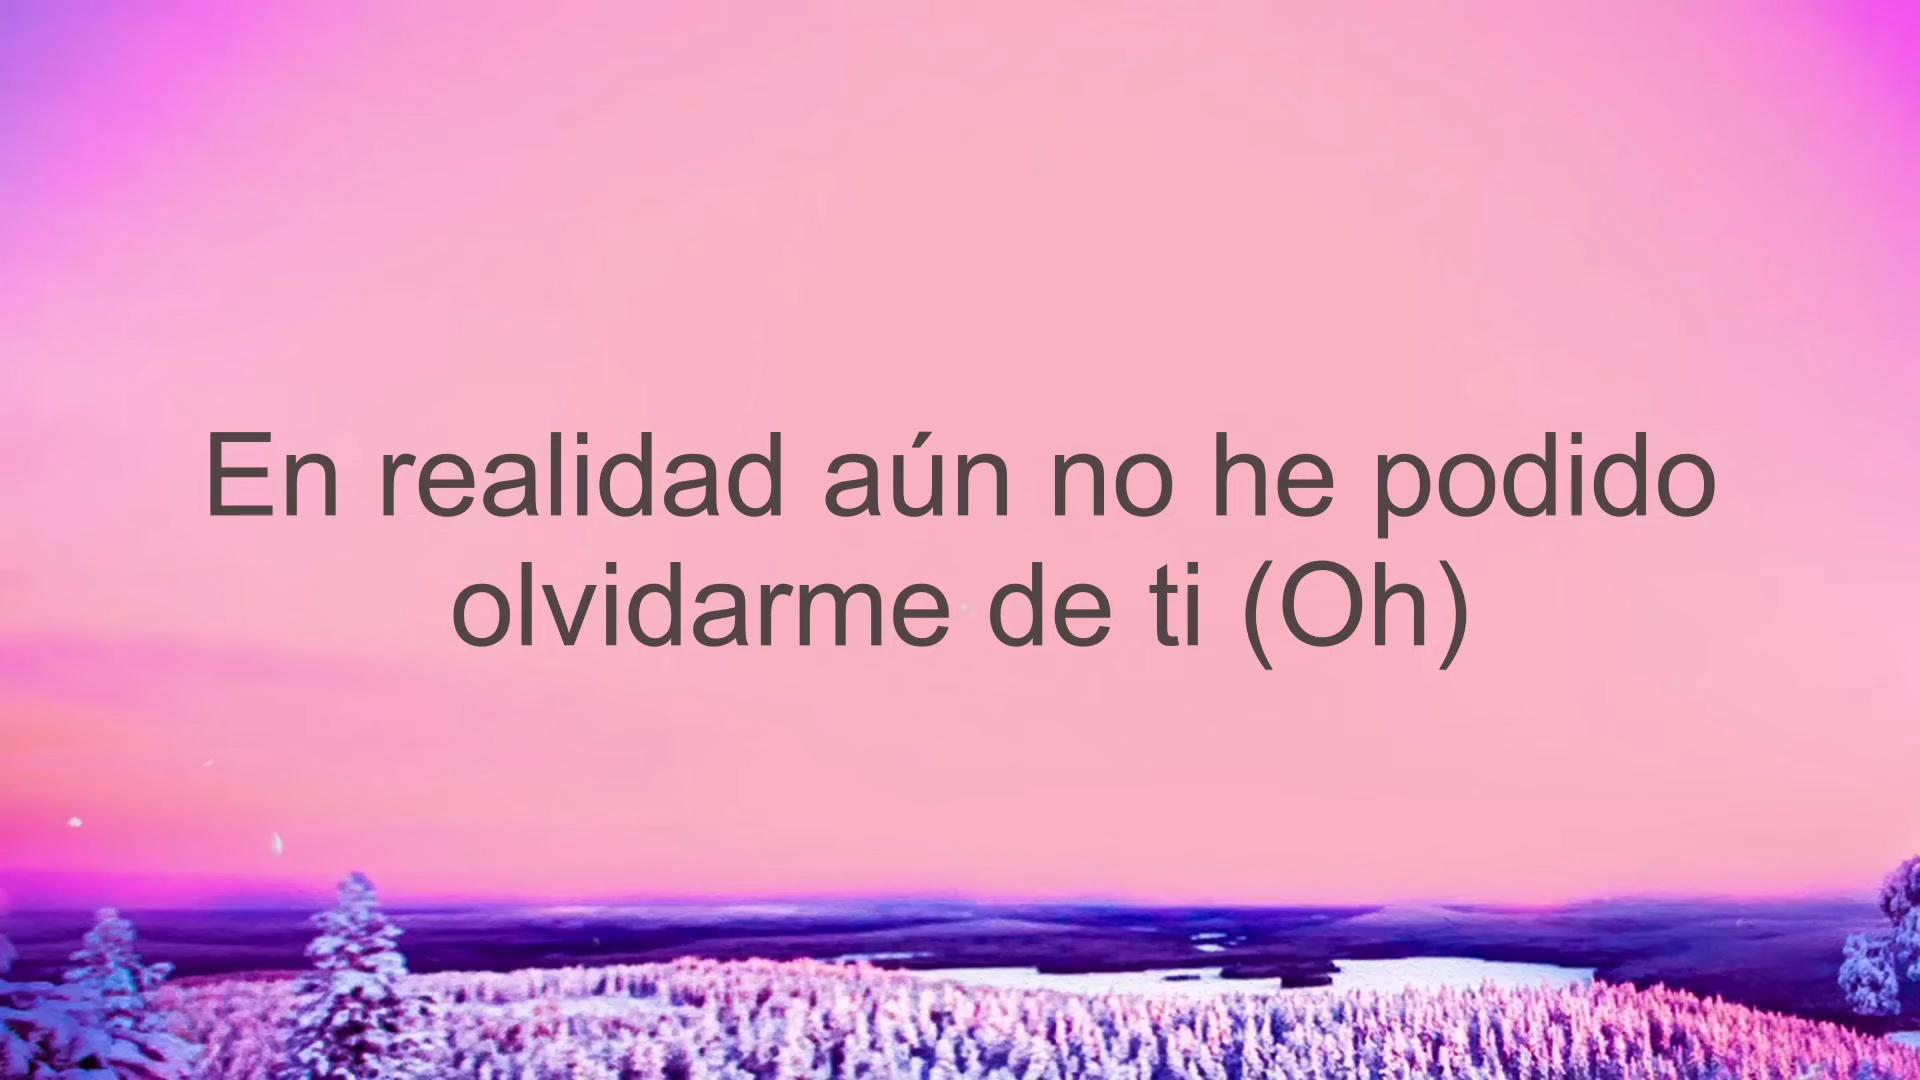 En realidad aún no he podido
olvidarme de ti (Oh)